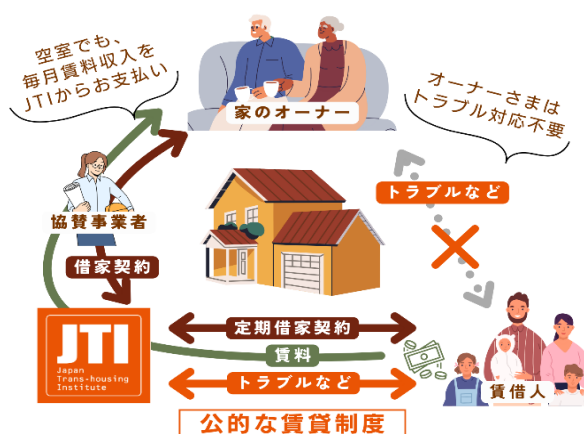 空室でも、
毎月賃料収入を
JTIからお支払い
家のオーナー
オーナーさまは
トラブル対応不要
トラブルなど
協賛事業者
借家契約
JTI
Japan
Trans-housing
Institute
定期借家契約
賃料
トラブルなど
賃借人
公的な賃貸制度